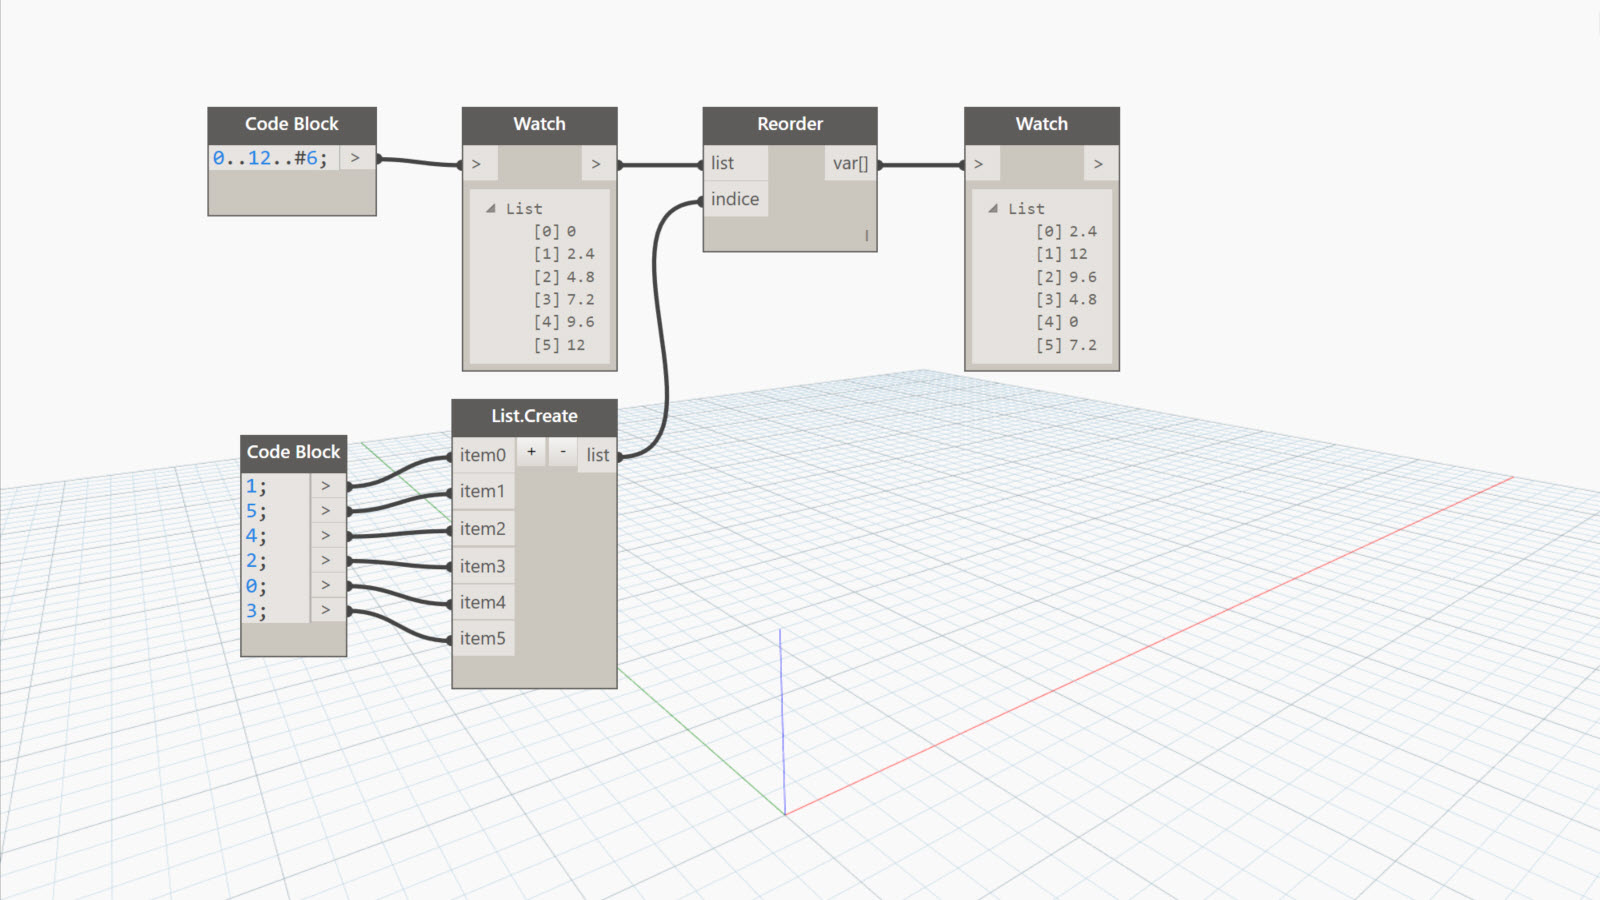 Code Block
0..12..#6;
>
Watch
> >
List
[0] 0
[1] 2.4
[2] 4.8
[3] 7.2
[4] 9.6
[5] 12
Reorder
list var[]
indice
l
Watch
> >
List
[0] 2.4
[1] 12
[2] 9.6
[3] 4.8
[4] 0
[5] 7.2
Code Block
1; >
5; >
4; >
2; >
0; >
3; >
List.Create
item0 + - list
item1
item2
item3
item4
item5